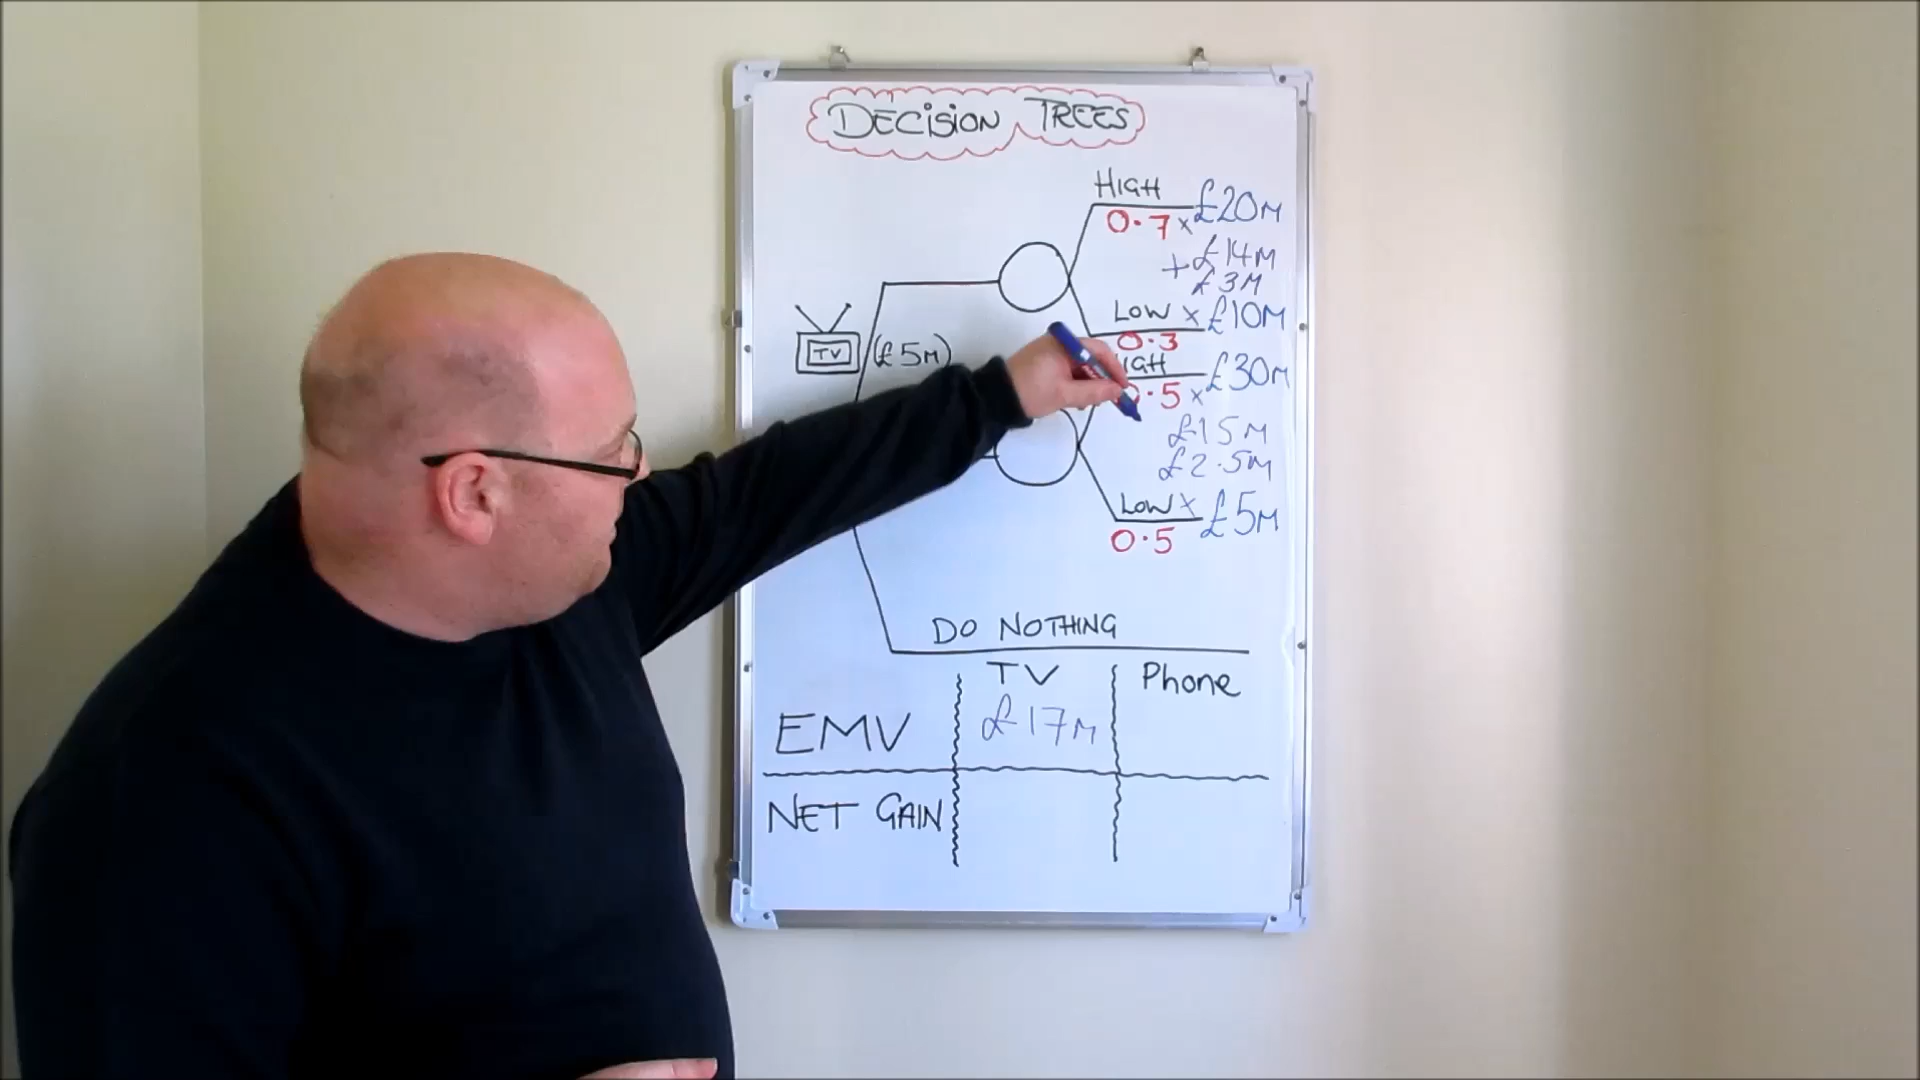 DECISION TREES
HIGH
0.7 x £20M
+ £14M
£3M
LOW x £10M
0.3
TV (£5M)
£30M
.5 x
£15M
£2.5M
LOW x £5M
0.5
DO NOTHING
TV Phone
EMV £17M
NET GAIN